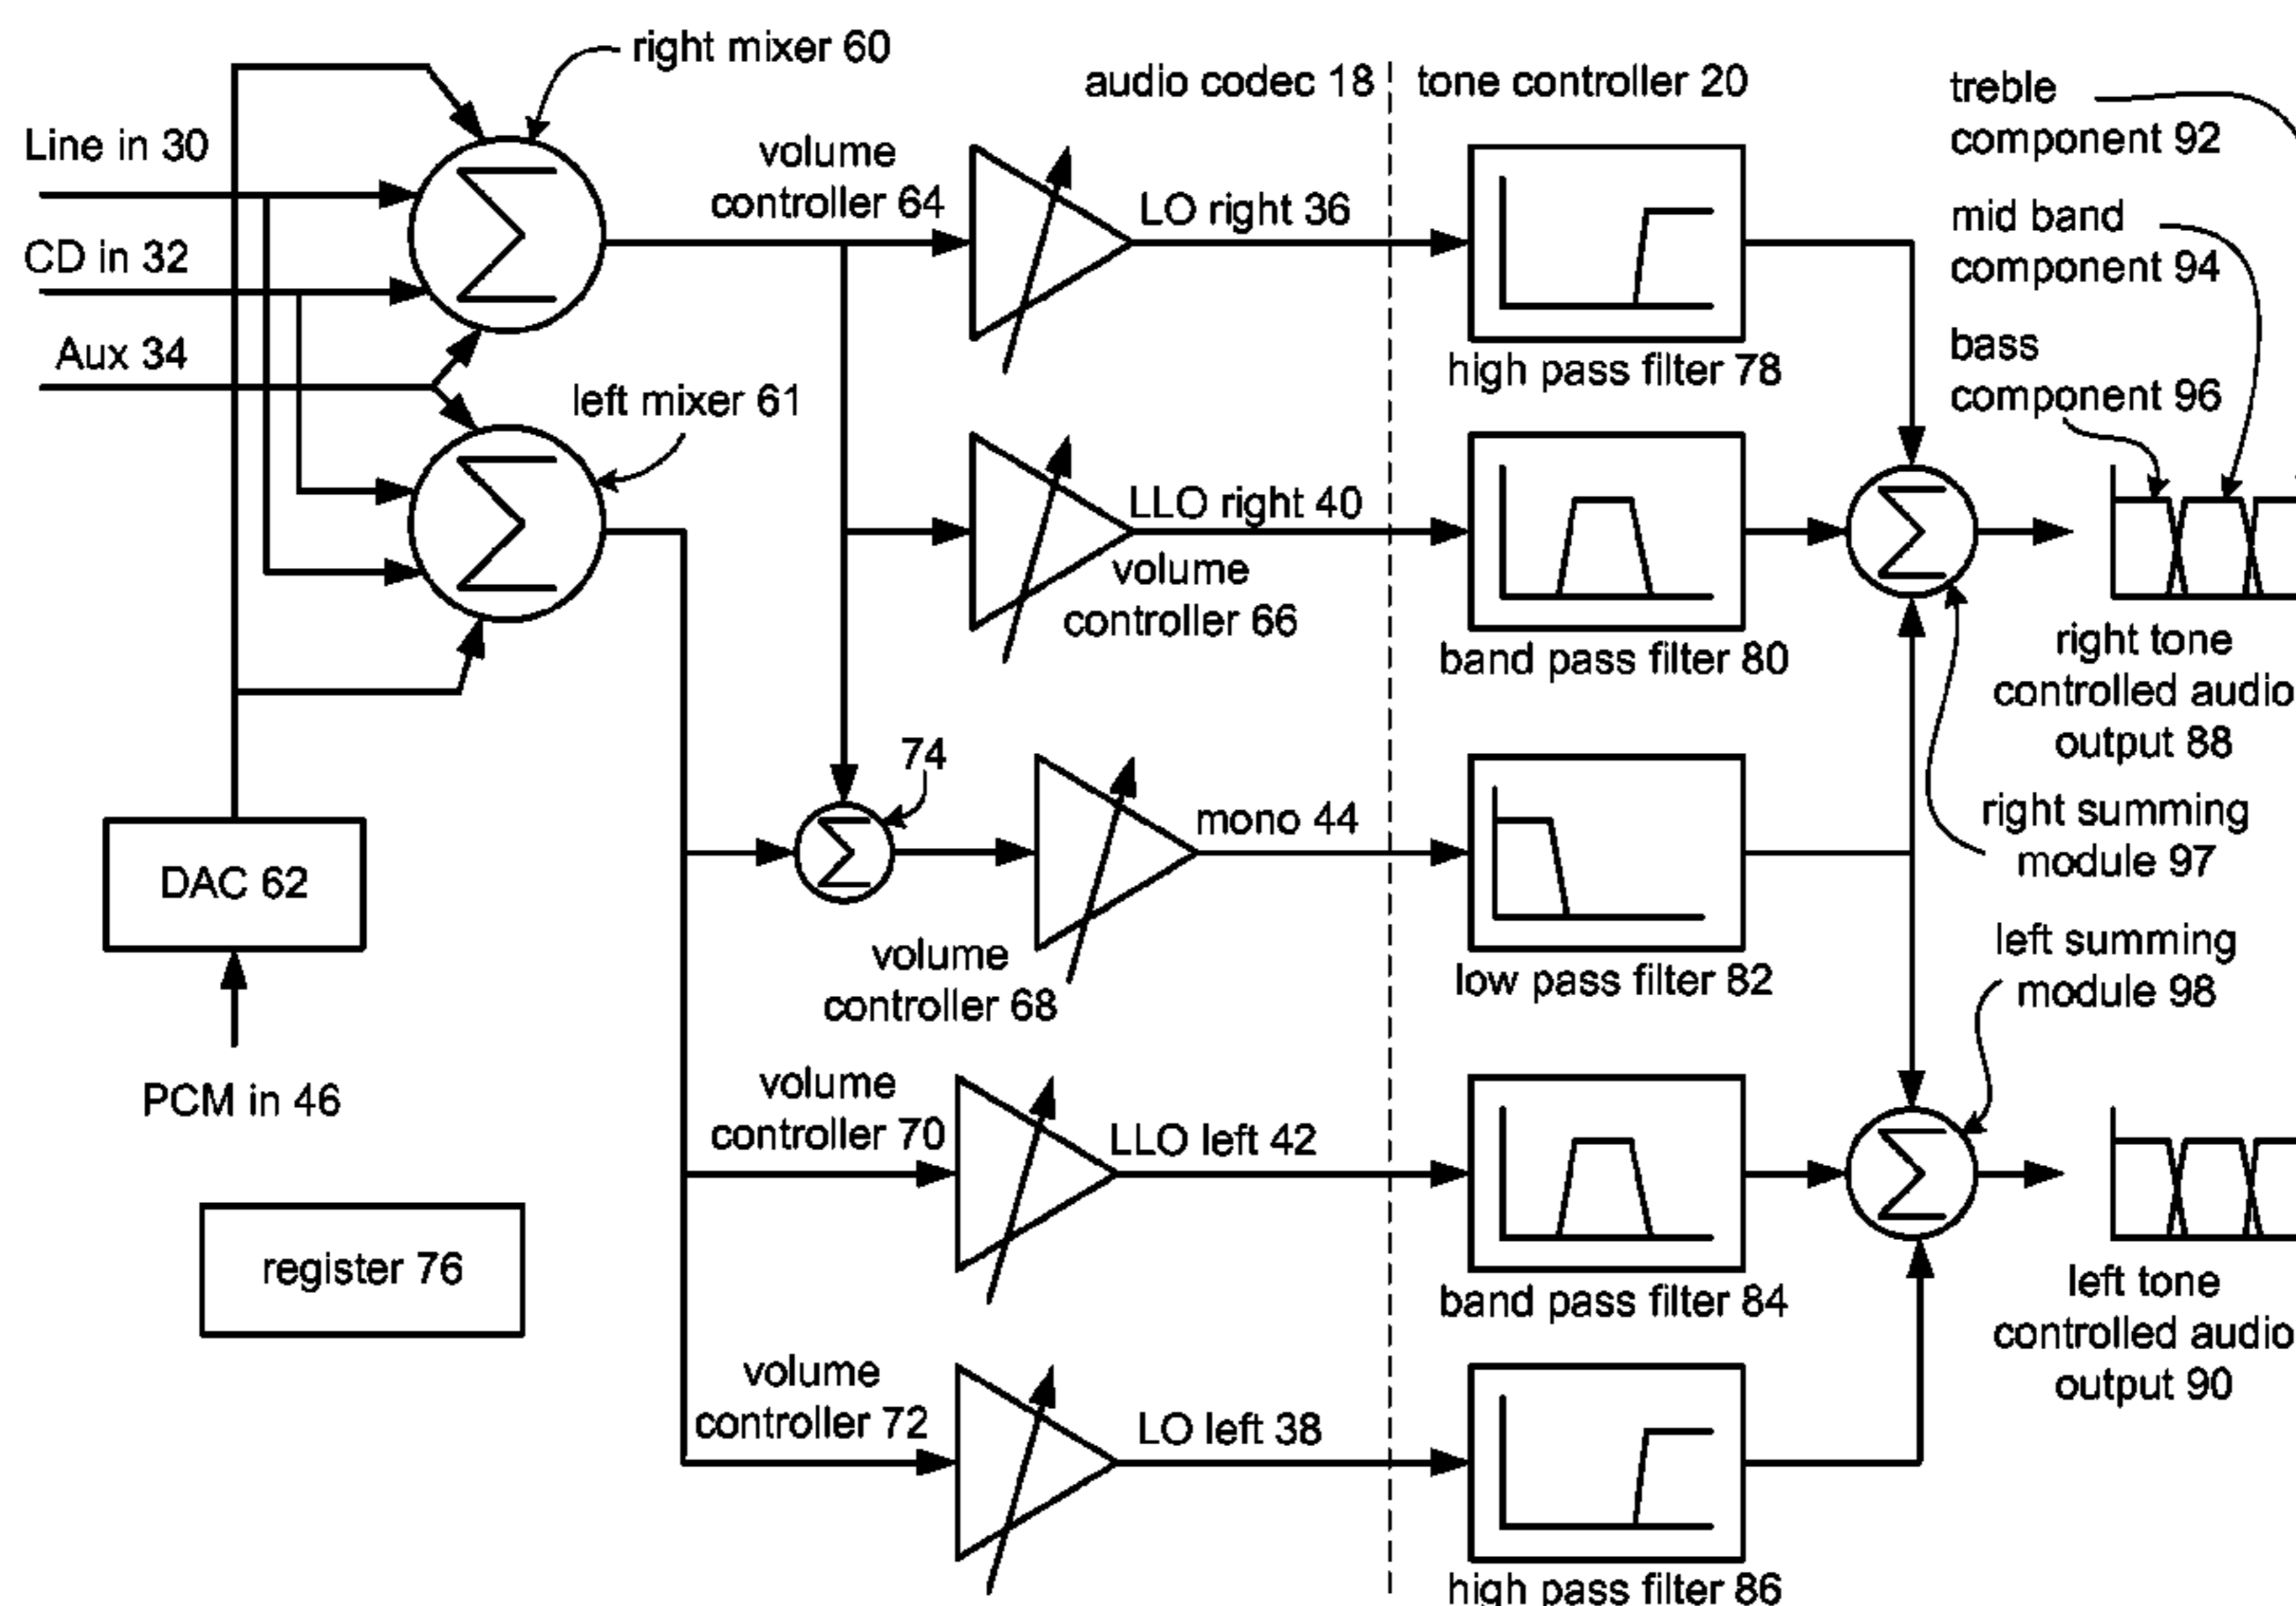 right mixer 60
audio codec 18
tone controller 20
treble
component 92
Line in 30
volume
controller 64
LO right 36
mid band
component 94
CD in 32
Aux 34
high pass filter 78
bass
component 96
left mixer 61
LLO right 40
volume
controller 66
band pass filter 80
right tone
controlled audio
output 88
74
mono 44
right summing
module 97
DAC 62
volume
controller 68
low pass filter 82
left summing
module 98
PCM in 46
volume
controller 70
LLO left 42
register 76
band pass filter 84
left tone
controlled audio
output 90
volume
controller 72
LO left 38
high pass filter 86